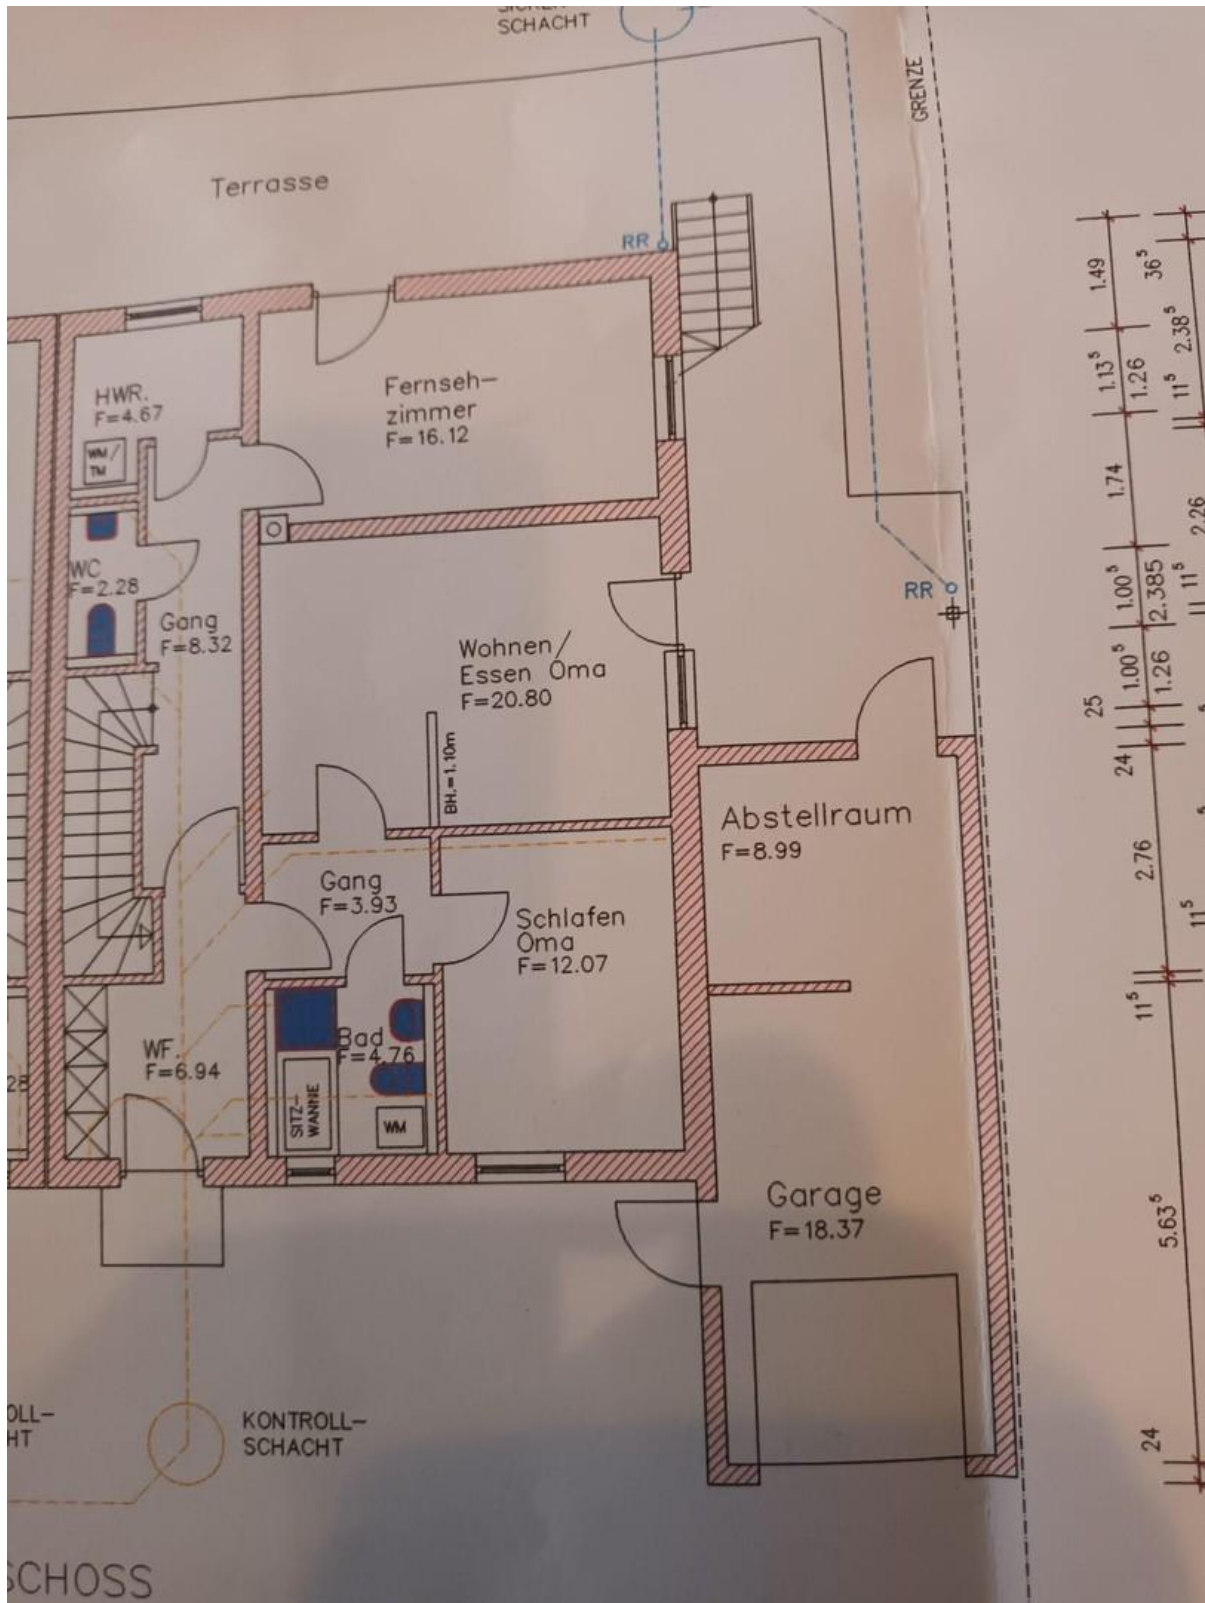 SCHACHT
GRENZE
Terrasse
RR
HWR.
F=4.67
WM/
TM
Fernseh-
zimmer
F=16.12
WC
F=2.28
Gang
F=8.32
Wohnen/
Essen Oma
F=20.80
RR
BH.=1.10m
Abstellraum
F=8.99
Gang
F=3.93
Schlafen
Oma
F=12.07
WF.
F=6.94
Bad
F=4.76
SITZ-
WANNE
WM
Garage
F=18.37
KONTROLL-
SCHACHT
OLL-
HT
SCHOSS
28
1.49
36⁵
1.13⁵
1.26
2.38⁵
11⁵
1.74
2.26
1.00⁵
2.385
11⁵
1.00⁵
1.26
25
24
2.76
11⁵
11⁵
5.63⁵
24